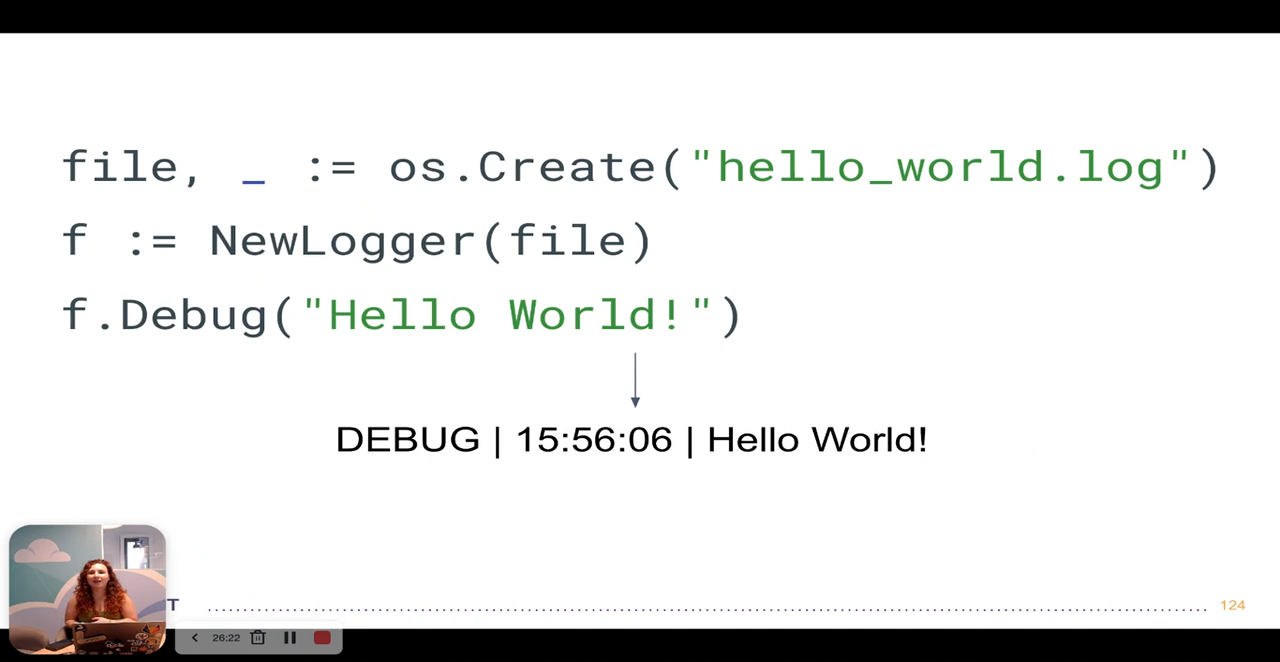 file, _ := os.Create("hello_world.log")
f := NewLogger(file)
f.Debug("Hello World!")
DEBUG | 15:56:06 | Hello World!
T
124
26:22